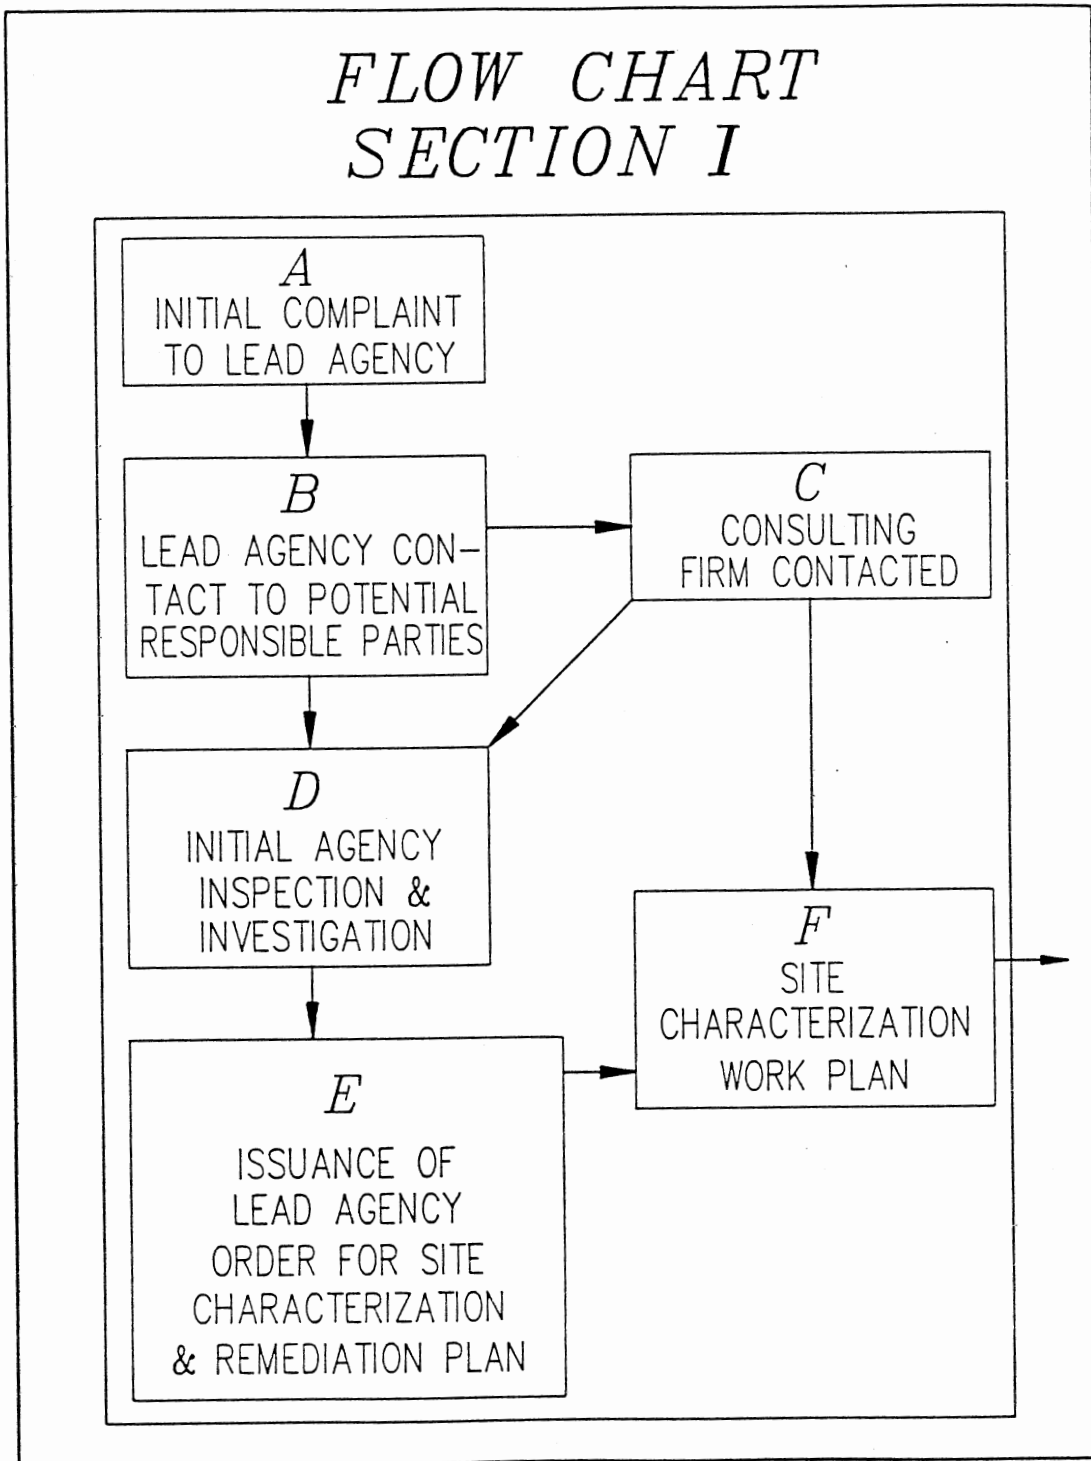 FLOW CHART
SECTION I
A
INITIAL COMPLAINT
TO LEAD AGENCY
B
LEAD AGENCY CON-
TACT TO POTENTIAL
RESPONSIBLE PARTIES
C
CONSULTING
FIRM CONTACTED
D
INITIAL AGENCY
INSPECTION &
INVESTIGATION
E
ISSUANCE OF
LEAD AGENCY
ORDER FOR SITE
CHARACTERIZATION
& REMEDIATION PLAN
F
SITE
CHARACTERIZATION
WORK PLAN